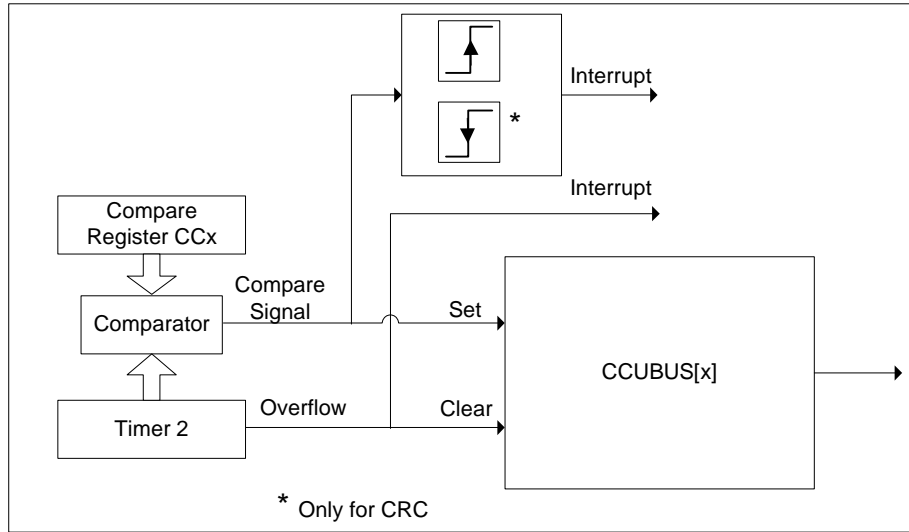 Interrupt
*
Interrupt
Compare
Register CCx
Compare
Signal
Set
Comparator
CCUBUS[x]
Overflow
Clear
Timer 2
* Only for CRC